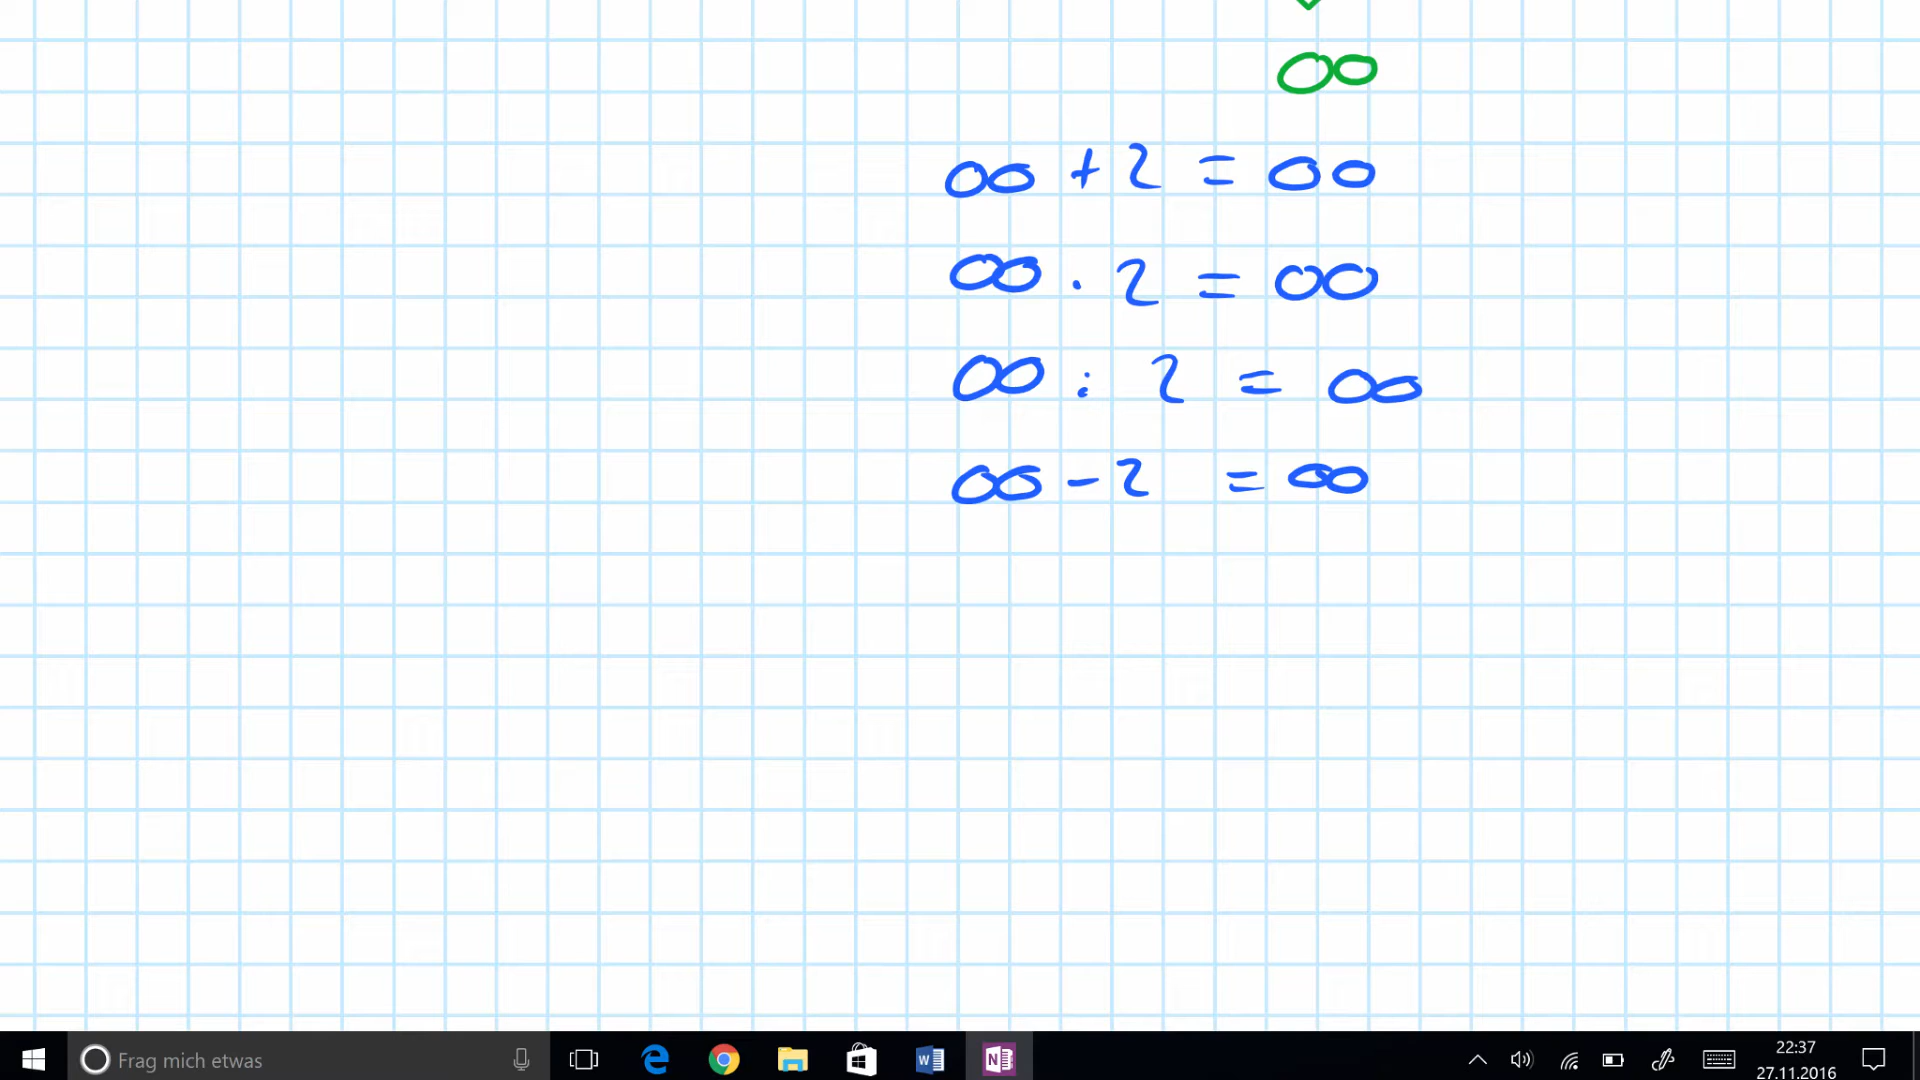 ∞
∞ + 2 = ∞
∞ · 2 = ∞
∞ : 2 = ∞
∞ - 2 = ∞
Frag mich etwas
22:37
27.11.2016